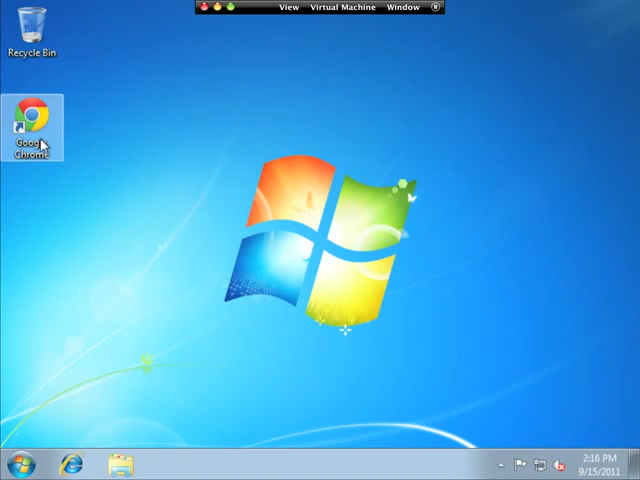 View Virtual Machine Window
Recycle Bin
Google
Chrome
2:16 PM
9/15/2011